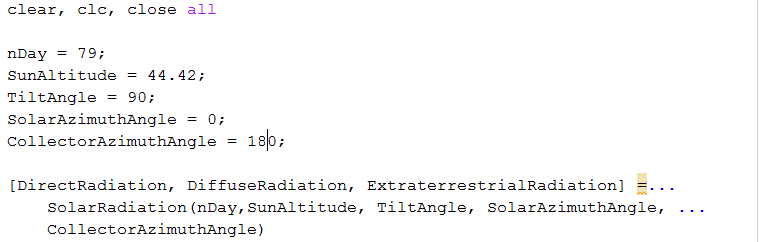 clear, clc, close all
nDay = 79;
SunAltitude = 44.42;
TiltAngle = 90;
SolarAzimuthAngle = 0;
CollectorAzimuthAngle = 180;
[DirectRadiation, DiffuseRadiation, ExtraterrestrialRadiation] =...
SolarRadiation(nDay,SunAltitude, TiltAngle, SolarAzimuthAngle, ...
CollectorAzimuthAngle)